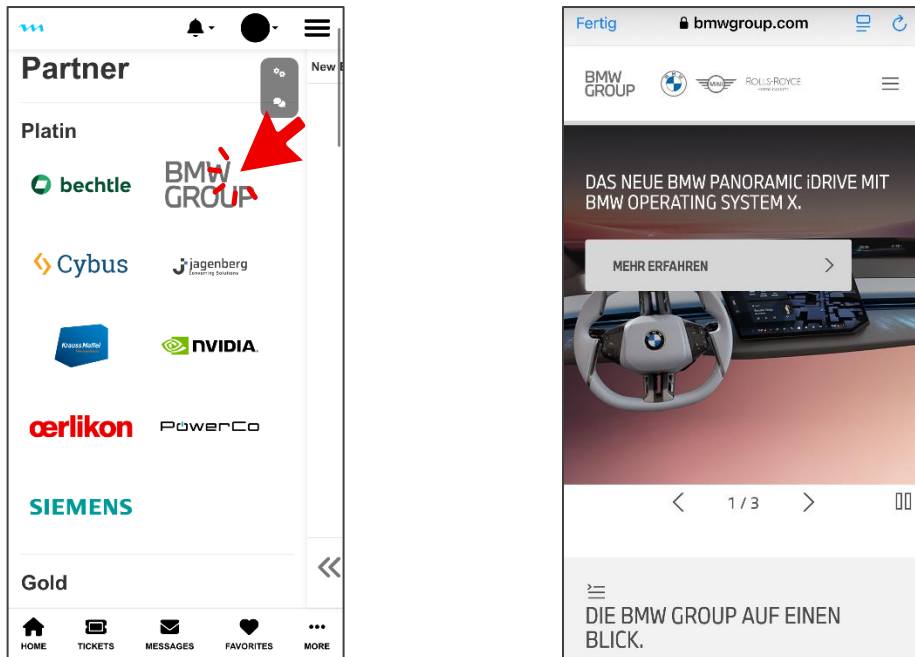 Partner
New
Platin
bechtle
BMW
GROUP
Cybus
jagenberg
Converting Solutions
Krauss Maffei
NVIDIA.
œrlikon
PowerCo
SIEMENS
Gold
HOME
TICKETS
MESSAGES
FAVORITES
MORE
Fertig
bmwgroup.com
BMW
GROUP
MINI
ROLLS-ROYCE
DAS NEUE BMW PANORAMIC iDRIVE MIT
BMW OPERATING SYSTEM X.
MEHR ERFAHREN
1 / 3
DIE BMW GROUP AUF EINEN
BLICK.